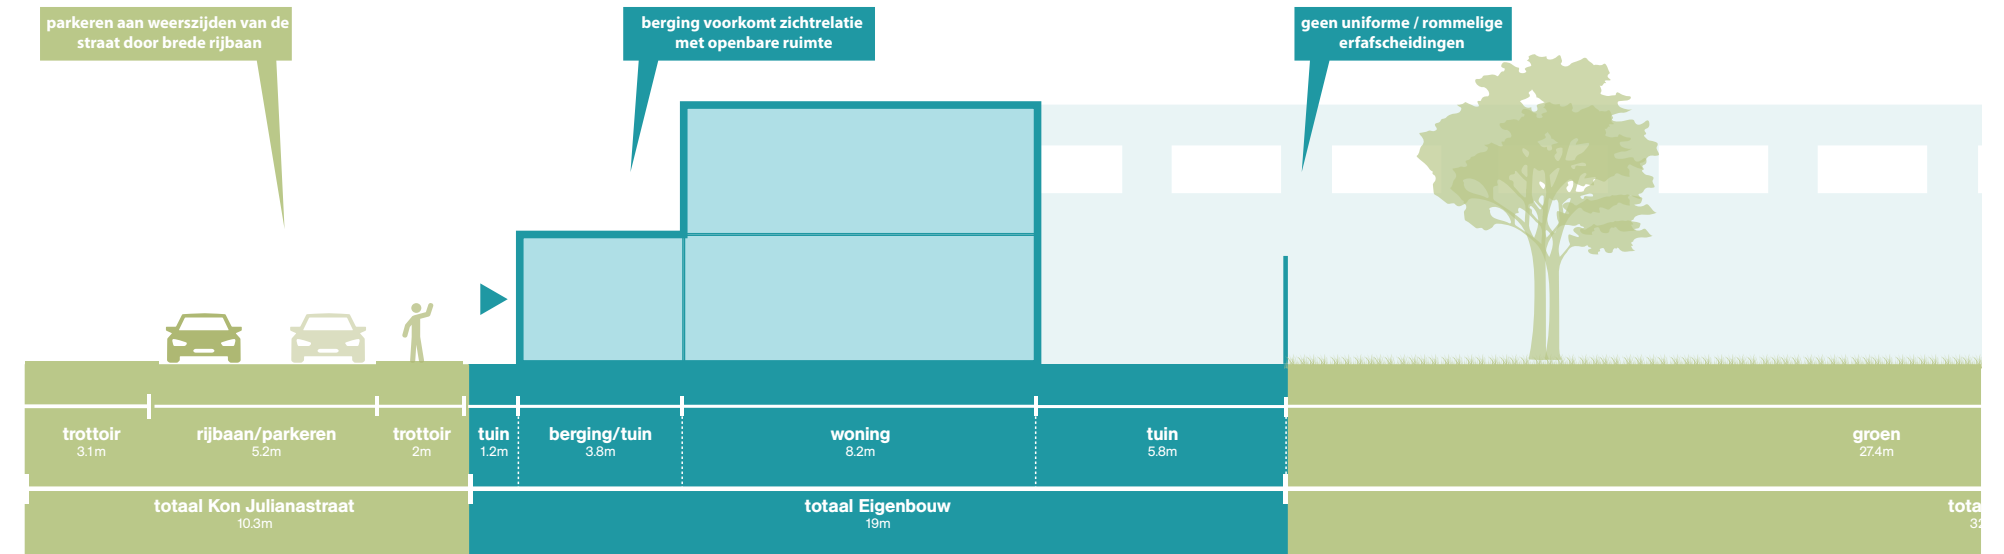 parkeren aan weerszijden van de
straat door brede rijbaan
berging voorkomt zichtrelatie
met openbare ruimte
geen uniforme / rommelige
erfafscheidingen
trottoir
3.1m
rijbaan/parkeren
5.2m
trottoir
2m
tuin
1.2m
berging/tuin
3.8m
woning
8.2m
tuin
5.8m
groen
27.4m
totaal Kon Julianastraat
10.3m
totaal Eigenbouw
19m